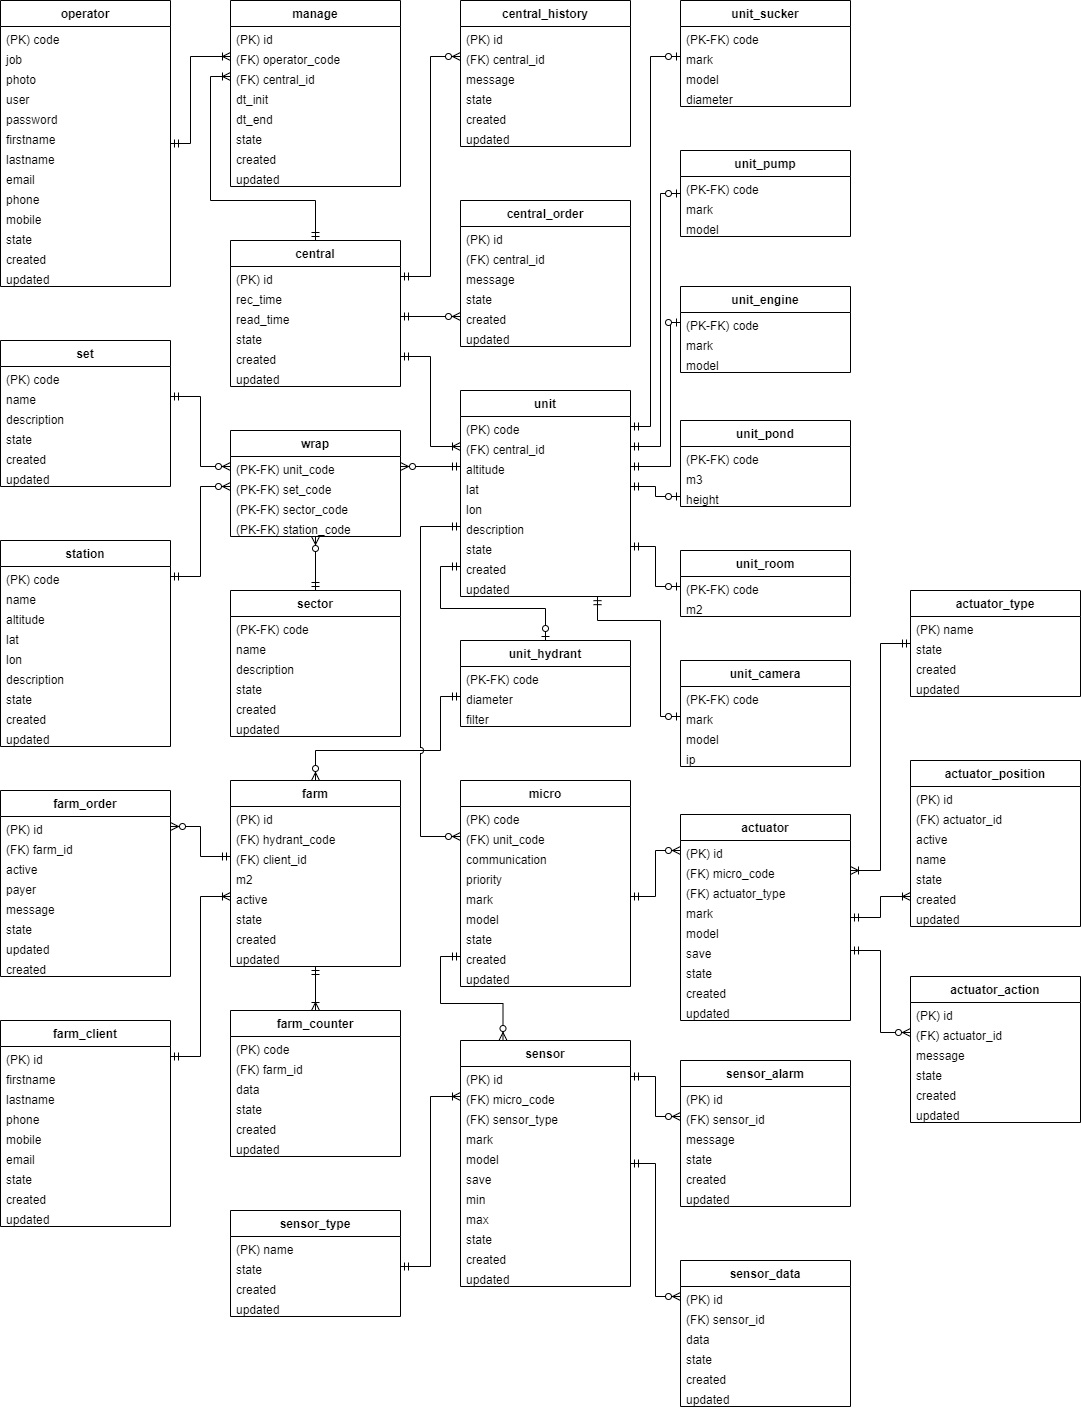 operator
(PK) code
job
photo
user
password
firstname
lastname
email
phone
mobile
state
created
updated
manage
(PK) id
(FK) operator_code
(FK) central_id
dt_init
dt_end
state
created
updated
central_history
(PK) id
(FK) central_id
message
state
created
updated
unit_sucker
(PK-FK) code
mark
model
diameter
unit_pump
(PK-FK) code
mark
model
central_order
(PK) id
(FK) central_id
message
state
created
updated
central
(PK) id
rec_time
read_time
state
created
updated
unit_engine
(PK-FK) code
mark
model
set
(PK) code
name
description
state
created
updated
wrap
(PK-FK) unit_code
(PK-FK) set_code
(PK-FK) sector_code
(PK-FK) station_code
unit
(PK) code
(FK) central_id
altitude
lat
lon
description
state
created
updated
unit_pond
(PK-FK) code
m3
height
station
(PK) code
name
altitude
lat
lon
description
state
created
updated
sector
(PK-FK) code
name
description
state
created
updated
unit_room
(PK-FK) code
m2
unit_hydrant
(PK-FK) code
diameter
filter
unit_camera
(PK-FK) code
mark
model
ip
actuator_type
(PK) name
state
created
updated
farm_order
(PK) id
(FK) farm_id
active
payer
message
state
updated
created
farm
(PK) id
(FK) hydrant_code
(FK) client_id
m2
active
state
created
updated
micro
(PK) code
(FK) unit_code
communication
priority
mark
model
state
created
updated
actuator
(PK) id
(FK) micro_code
(FK) actuator_type
mark
model
save
state
created
updated
actuator_position
(PK) id
(FK) actuator_id
active
name
state
created
updated
actuator_action
(PK) id
(FK) actuator_id
message
state
created
updated
farm_client
(PK) id
firstname
lastname
phone
mobile
email
state
created
updated
farm_counter
(PK) code
(FK) farm_id
data
state
created
updated
sensor
(PK) id
(FK) micro_code
(FK) sensor_type
mark
model
save
min
max
state
created
updated
sensor_alarm
(PK) id
(FK) sensor_id
message
state
created
updated
sensor_type
(PK) name
state
created
updated
sensor_data
(PK) id
(FK) sensor_id
data
state
created
updated